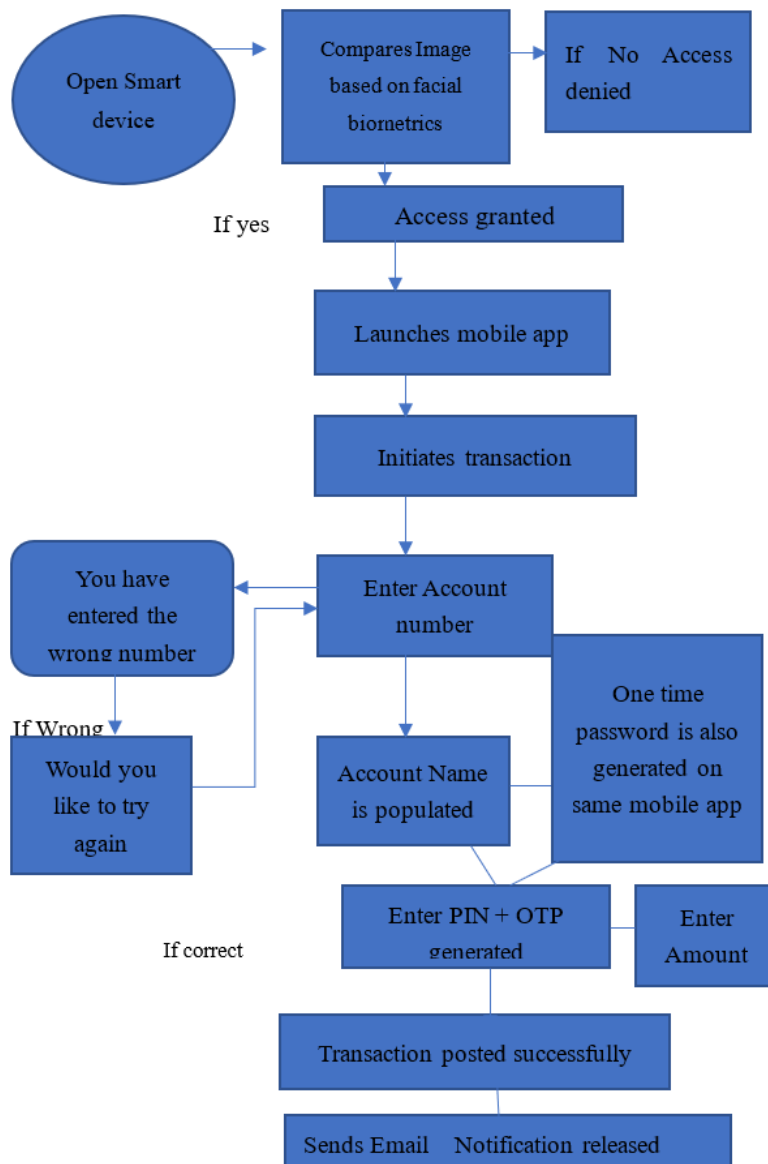 Open Smart
device
Compares Image
based on facial
biometrics
If No Access
denied
If yes
Access granted
Launches mobile app
Initiates transaction
You have
entered the
wrong number
Enter Account
number
If Wrong
Would you
like to try
again
Account Name
is populated
One time
password is also
generated on
same mobile app
If correct
Enter PIN + OTP
generated
Enter
Amount
Transaction posted successfully
Sends Email Notification released